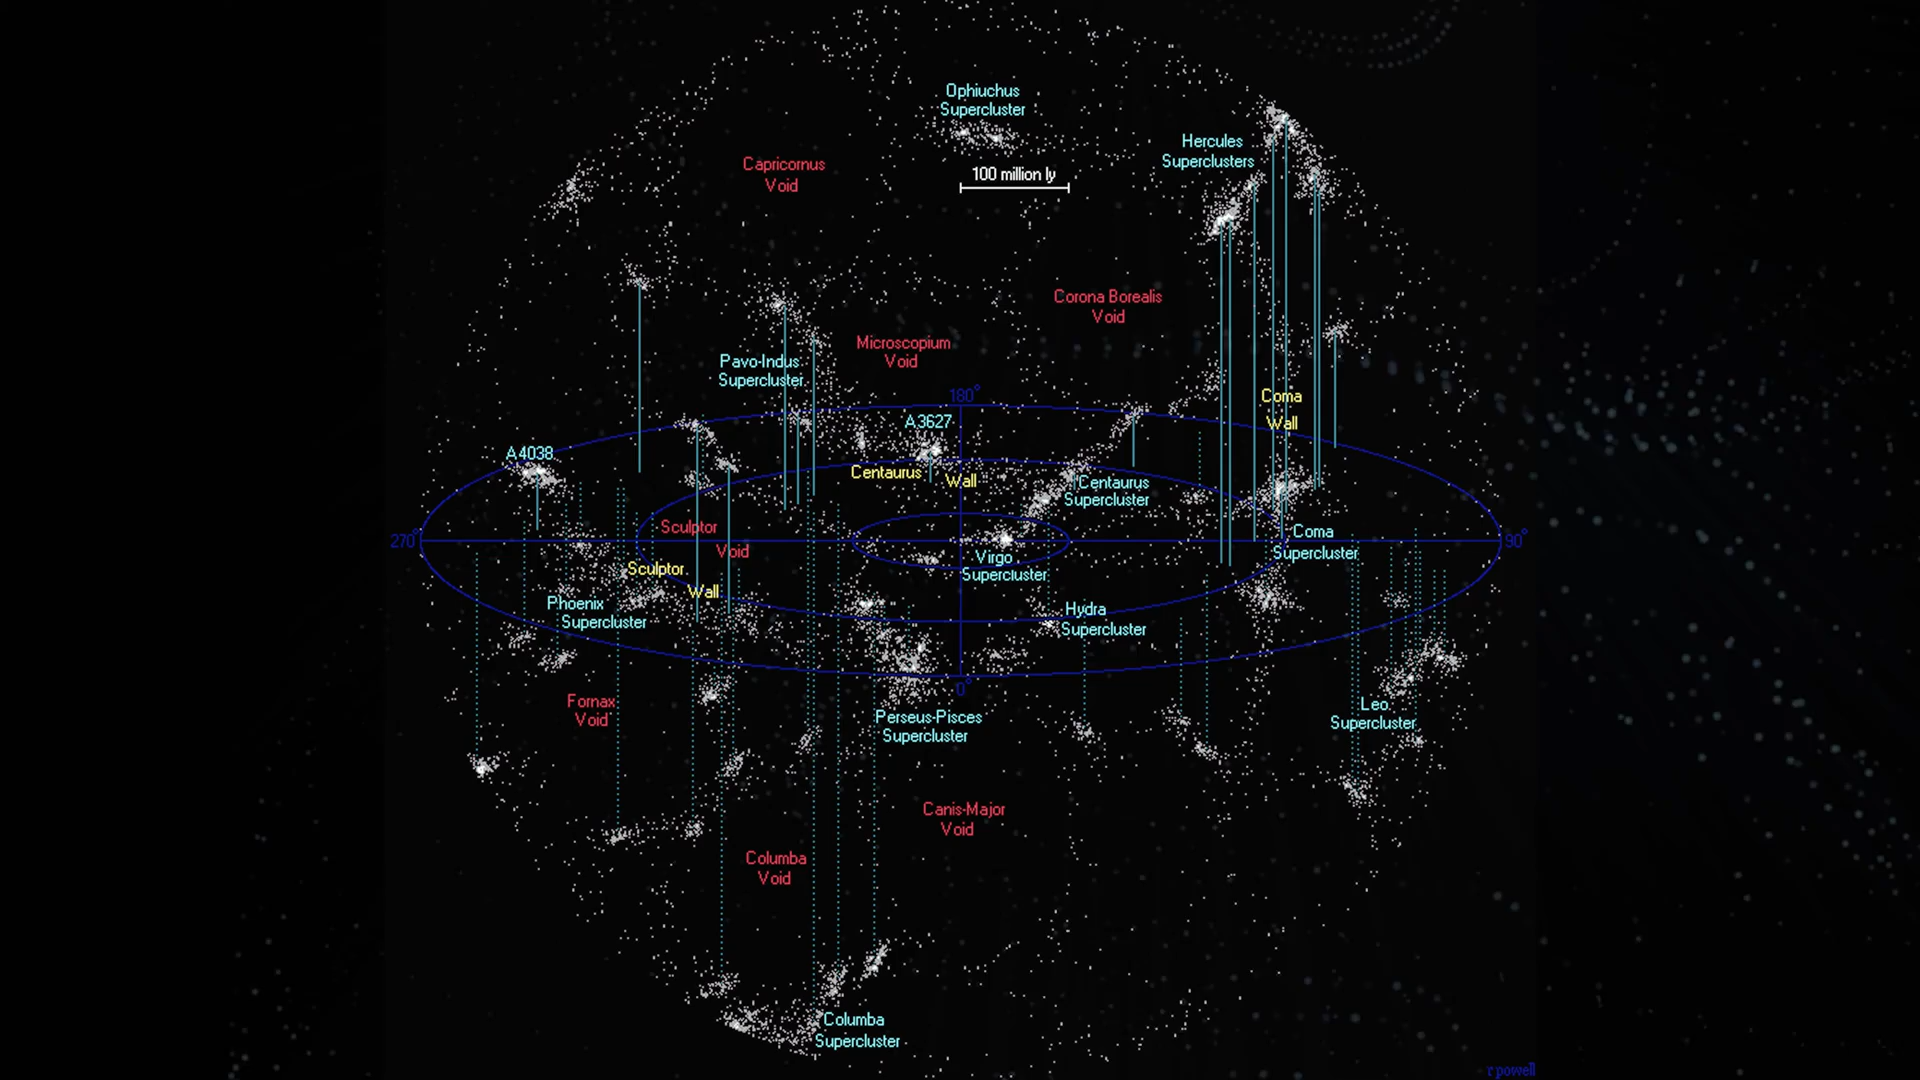 Ophiuchus
Supercluster
Hercules
Superclusters
Capricornus
Void
100 million ly
Corona Borealis
Void
Microscopium
Void
Pavo-Indus
Supercluster
180°
Coma
Wall
A3627
A4038
Centaurus
Wall
Centaurus
Supercluster
Sculptor
Void
270°
90°
Coma
Supercluster
Virgo
Supercluster
Sculptor
Wall
Phoenix
Supercluster
Hydra
Supercluster
0°
Fornax
Void
Perseus-Pisces
Supercluster
Leo
Supercluster
Canis-Major
Void
Columba
Void
Columba
Supercluster
r powell